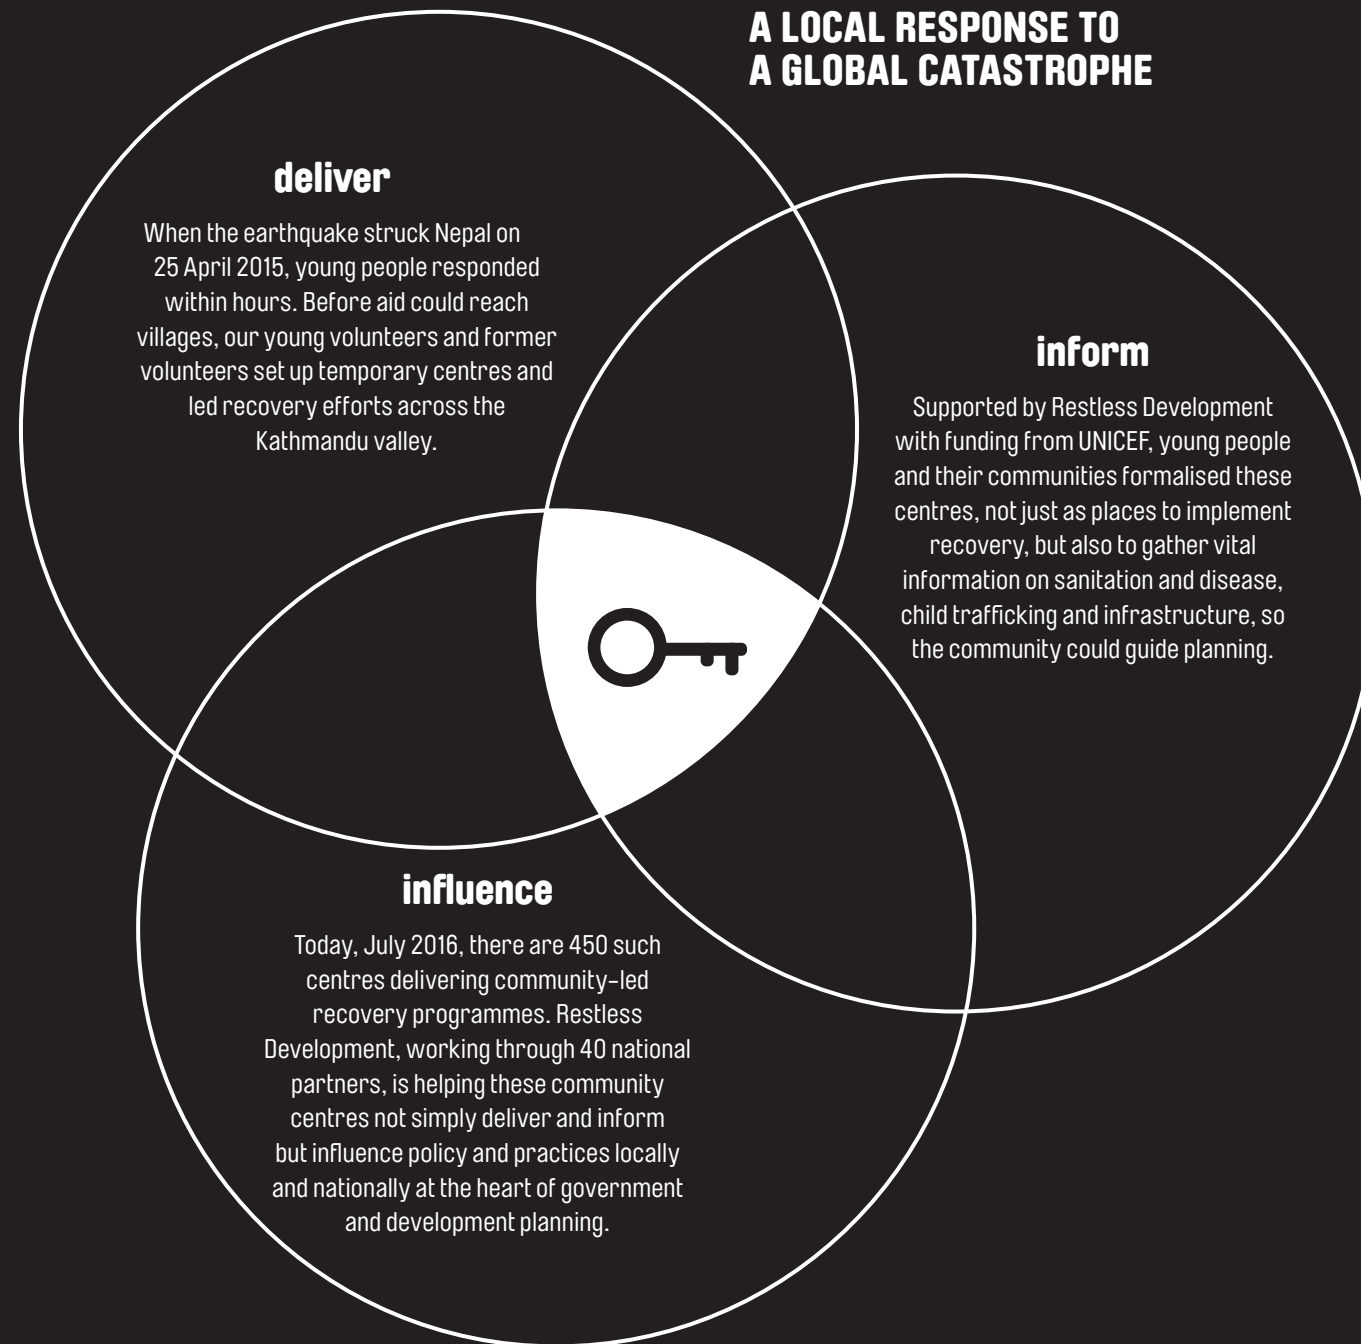 A LOCAL RESPONSE TO
A GLOBAL CATASTROPHE
deliver
When the earthquake struck Nepal on
25 April 2015, young people responded
within hours. Before aid could reach
villages, our young volunteers and former
volunteers set up temporary centres and
led recovery efforts across the
Kathmandu valley.
inform
Supported by Restless Development
with funding from UNICEF, young people
and their communities formalised these
centres, not just as places to implement
recovery, but also to gather vital
information on sanitation and disease,
child trafficking and infrastructure, so
the community could guide planning.
influence
Today, July 2016, there are 450 such
centres delivering community-led
recovery programmes. Restless
Development, working through 40 national
partners, is helping these community
centres not simply deliver and inform
but influence policy and practices locally
and nationally at the heart of government
and development planning.